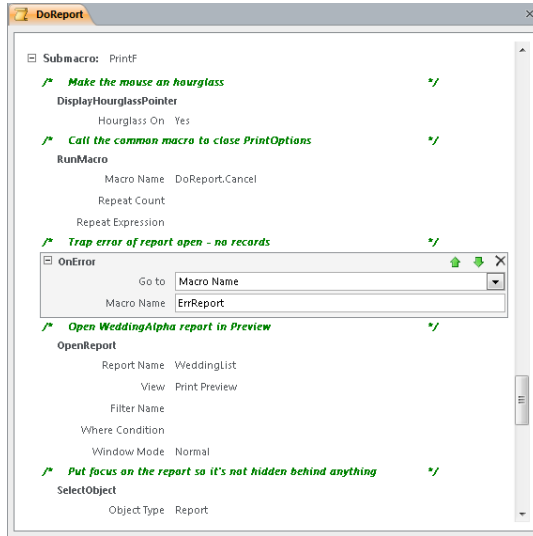 DoReport
Submacro: PrintF
/* Make the mouse an hourglass */
DisplayHourglassPointer
Hourglass On Yes
/* Call the common macro to close PrintOptions */
RunMacro
Macro Name DoReport.Cancel
Repeat Count
Repeat Expression
/* Trap error of report open - no records */
OnError
Go to Macro Name
Macro Name ErrReport
/* Open WeddingAlpha report in Preview */
OpenReport
Report Name WeddingList
View Print Preview
Filter Name
Where Condition
Window Mode Normal
/* Put focus on the report so it's not hidden behind anything */
SelectObject
Object Type Report